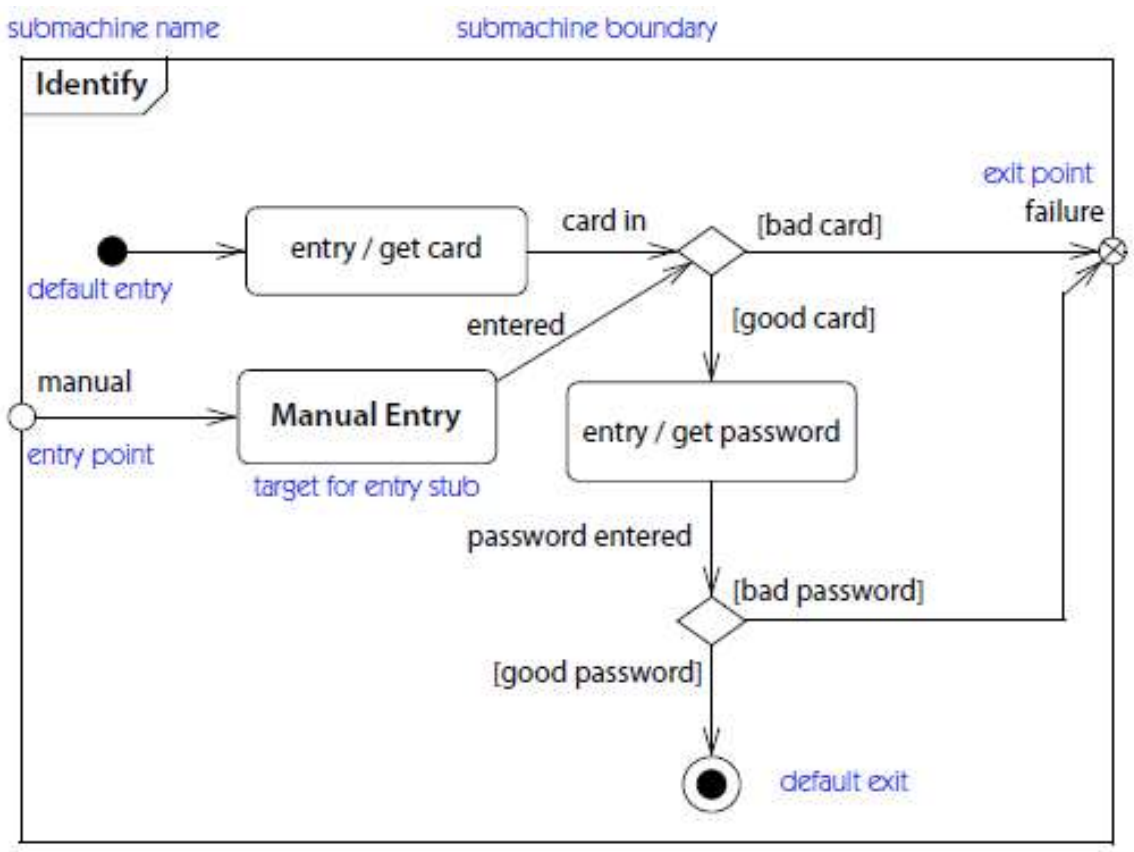 submachine name
submachine boundary
Identify
exit point
failure
card in
[bad card]
entry / get card
default entry
entered
[good card]
manual
Manual Entry
entry / get password
entry point
target for entry stub
password entered
[bad password]
[good password]
default exit